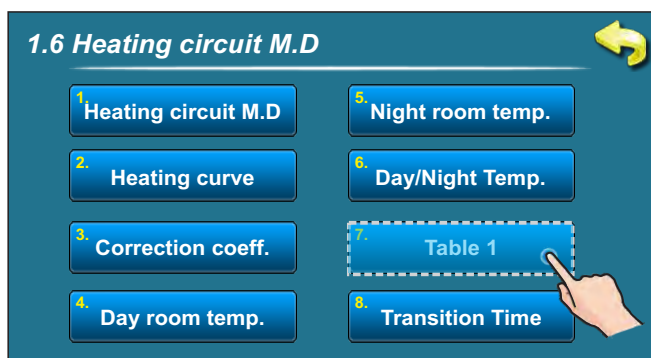 1.6 Heating circuit M.D
1. Heating circuit M.D
2. Heating curve
3. Correction coeff.
4. Day room temp.
5. Night room temp.
6. Day/Night Temp.
7. Table 1
8. Transition Time